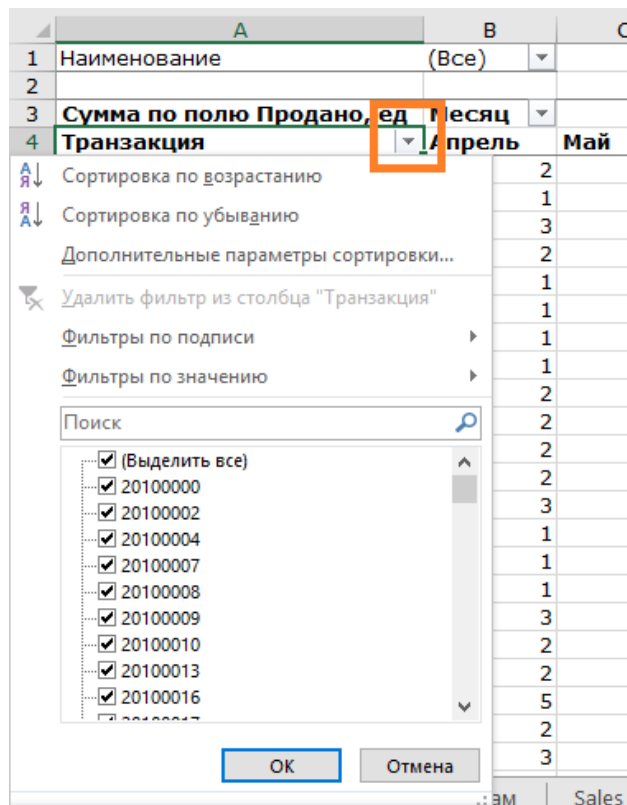 A B C
1 Наименование (Все)
2
3 Сумма по полю Продано, ед Месяц
4 Транзакция Апрель Май
Сортировка по возрастанию 2
1
Сортировка по убыванию 3
Дополнительные параметры сортировки... 2
1
Удалить фильтр из столбца "Транзакция" 1
Фильтры по подписи 1
1
Фильтры по значению 2
Поиск 2
2
(Выделить все) 2
20100000 3
20100002 1
20100004 1
20100007 1
20100008 3
20100009 2
20100010 2
20100013 5
20100016 2
20100017 3
ОК Отмена
ам Sales